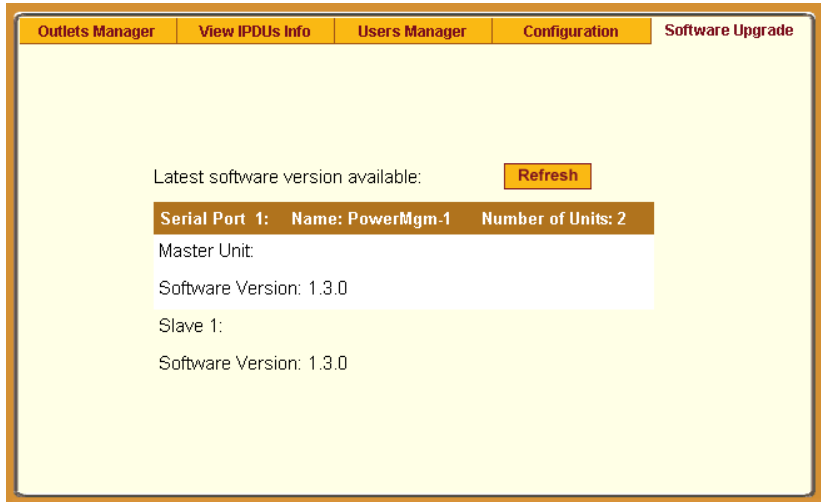 Outlets Manager View IPDUs Info Users Manager Configuration Software Upgrade
Latest software version available: Refresh
Serial Port 1: Name: PowerMgm-1 Number of Units: 2
Master Unit:
Software Version: 1.3.0
Slave 1:
Software Version: 1.3.0